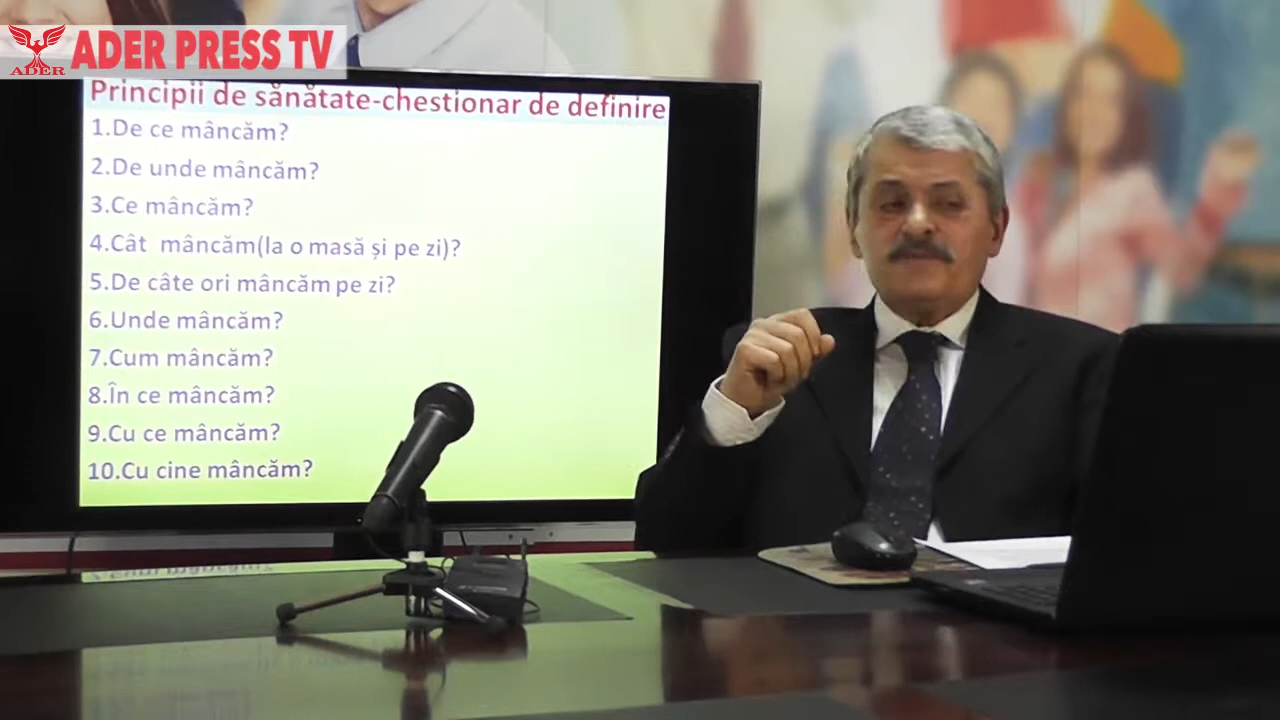 ADER PRESS TV
ADER
Principii de sănătate-chestionar de definire
1.De ce mâncăm?
2.De unde mâncăm?
3.Ce mâncăm?
4.Cât  mâncăm(la o masă și pe zi)?
5.De câte ori mâncăm pe zi?
6.Unde mâncăm?
7.Cum mâncăm?
8.În ce mâncăm?
9.Cu ce mâncăm?
10.Cu cine mâncăm?